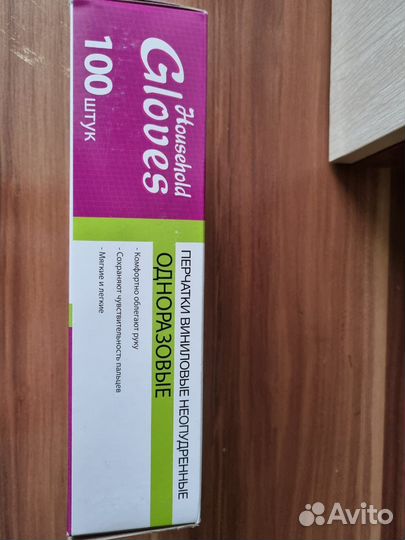 Household
Gloves
100 штук
ПЕРЧАТКИ ВИНИЛОВЫЕ НЕОПУДРЕННЫЕ
ОДНОРАЗОВЫЕ
- Комфортно облегают руку
- Сохраняют чувствительность пальцев
- Мягкие и легкие
Avito